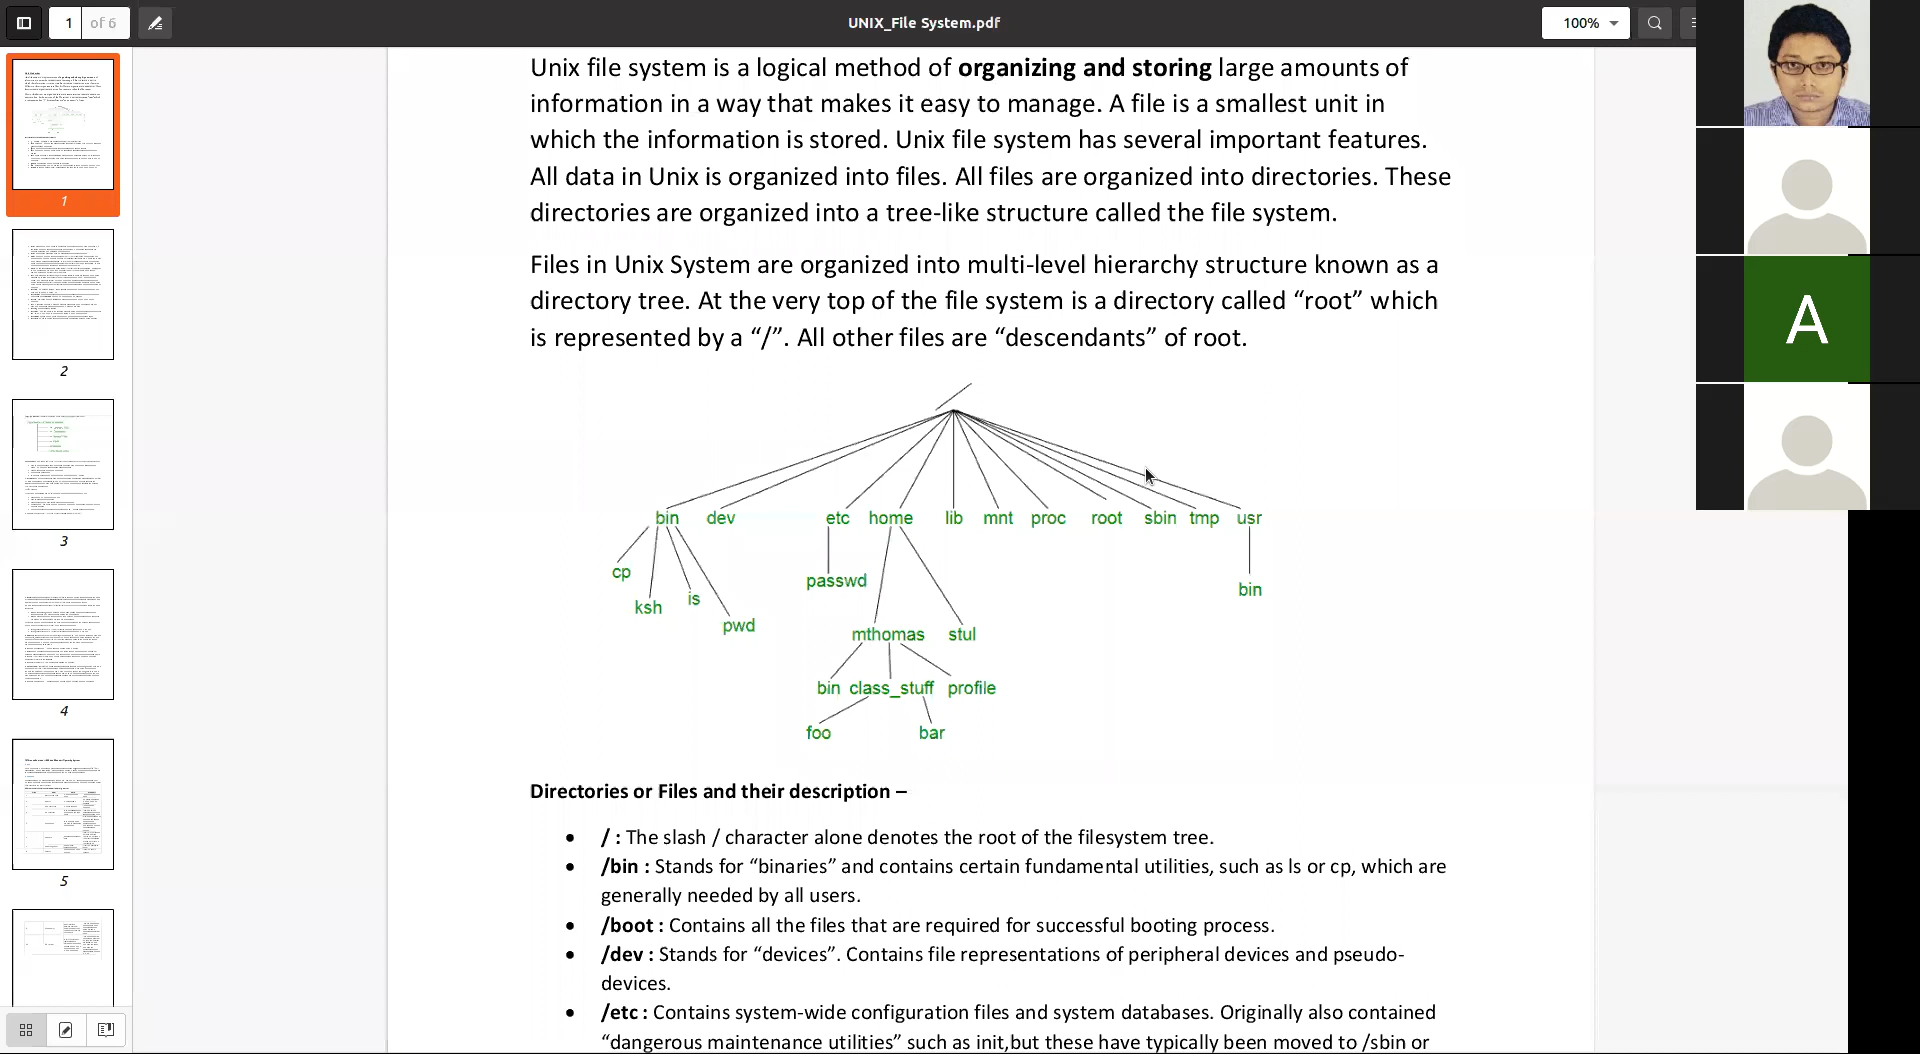 1 of 6
UNIX_File System.pdf
100%
Unix file system is a logical method of organizing and storing large amounts of
information in a way that makes it easy to manage. A file is a smallest unit in
which the information is stored. Unix file system has several important features.
All data in Unix is organized into files. All files are organized into directories. These
directories are organized into a tree-like structure called the file system.
Files in Unix System are organized into multi-level hierarchy structure known as a
directory tree. At the very top of the file system is a directory called “root” which
is represented by a “/”. All other files are “descendants” of root.
bin dev etc home lib mnt proc root sbin tmp usr
cp
ksh
is
pwd
passwd
bin
mthomas stul
bin class_stuff profile
foo bar
Directories or Files and their description –
• / : The slash / character alone denotes the root of the filesystem tree.
• /bin : Stands for “binaries” and contains certain fundamental utilities, such as ls or cp, which are
generally needed by all users.
• /boot : Contains all the files that are required for successful booting process.
• /dev : Stands for “devices”. Contains file representations of peripheral devices and pseudo-
devices.
• /etc : Contains system-wide configuration files and system databases. Originally also contained
“dangerous maintenance utilities” such as init,but these have typically been moved to /sbin or
1
2
3
4
5
A